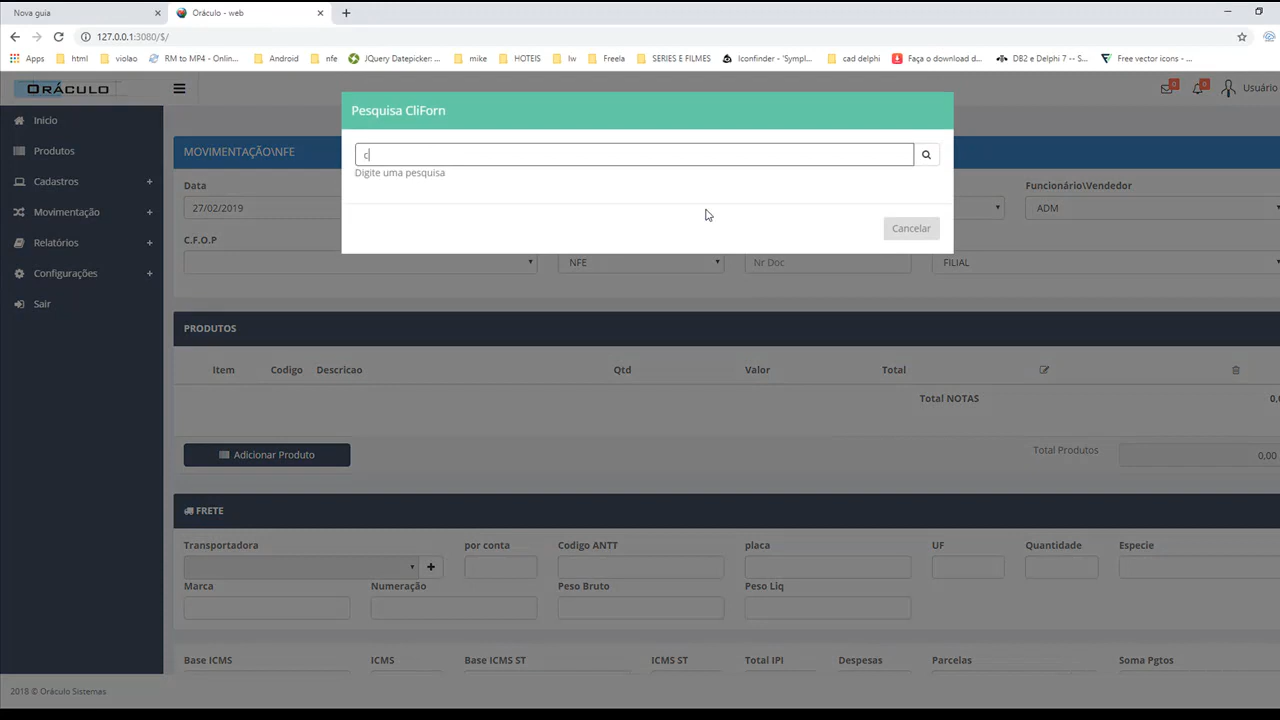 Nova guia
Oráculo - web
127.0.0.1:3080/$/
Apps html violao RM to MP4 - Onlin... Android nfe JQuery Datepicker: ... mike HOTEIS lw Freela SERIES E FILMES Iconfinder - 'Sympl... cad delphi Faça o download d... DB2 e Delphi 7 -- S... Free vector icons - ...
ORÁCULO
0 0 Usuário
Pesquisa CliForn
c
Digite uma pesquisa
Cancelar
Inicio
Produtos
Cadastros +
Movimentação +
Relatórios +
Configurações +
Sair
MOVIMENTAÇÃO\NFE
Data Funcionário\Vendedor
27/02/2019 ADM
C.F.O.P
NFE Nr Doc FILIAL
PRODUTOS
Item Codigo Descricao Qtd Valor Total
Total NOTAS 0,
Adicionar Produto Total Produtos 0,00
FRETE
Transportadora por conta Codigo ANTT placa UF Quantidade Especie
Marca Numeração Peso Bruto Peso Liq
Base ICMS ICMS Base ICMS ST ICMS ST Total IPI Despesas Parcelas Soma Pgtos
2018 © Oráculo Sistemas